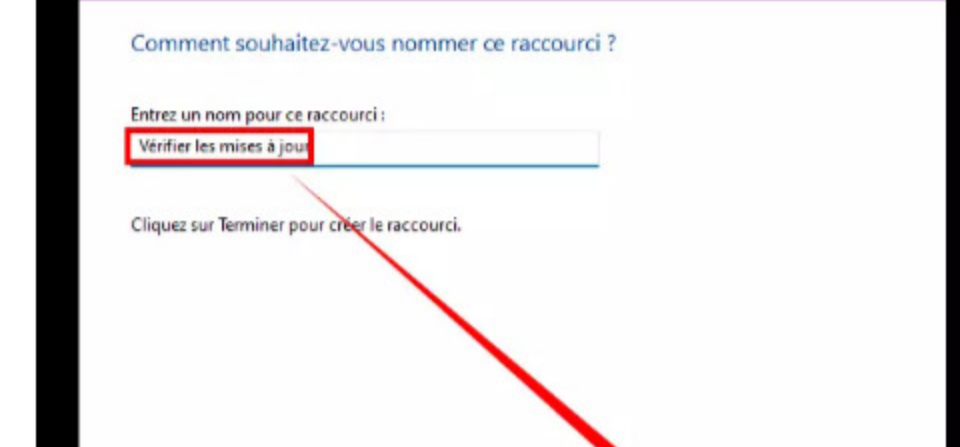 Comment souhaitez-vous nommer ce raccourci ?
Entrez un nom pour ce raccourci :
Vérifier les mises à jour
Cliquez sur Terminer pour créer le raccourci.